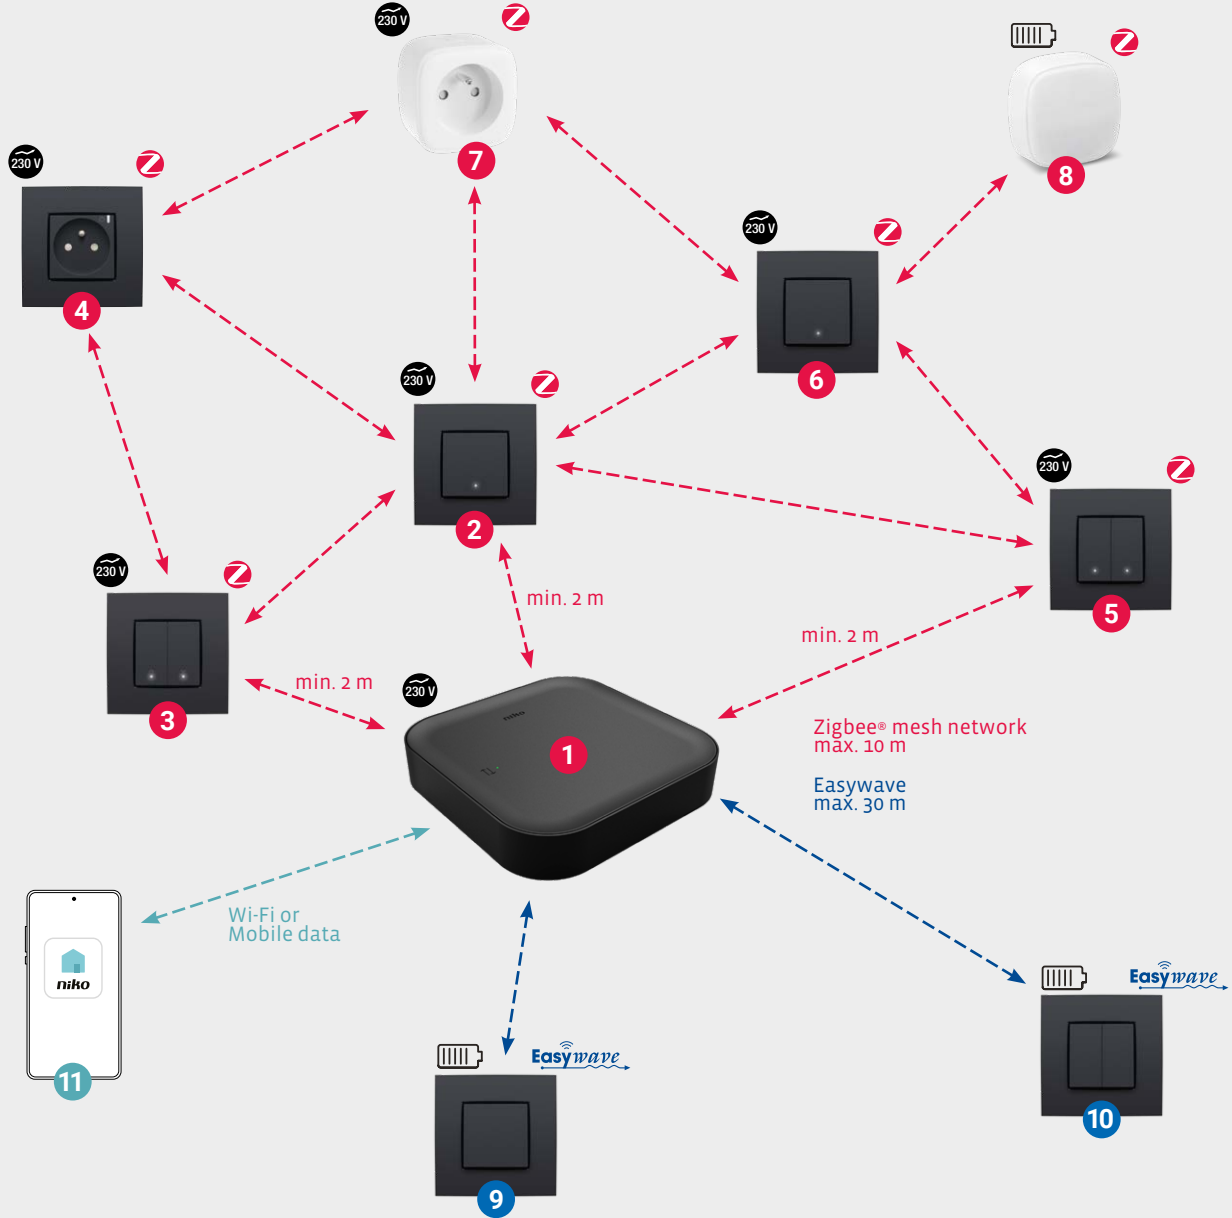 230 V
Z
7
Z
8
230 V
Z
4
230 V
Z
6
230 V
Z
2
230 V
Z
5
230 V
Z
3
min. 2 m
min. 2 m
min. 2 m
230 V
niko
1
Zigbee® mesh network
max. 10 m
Easywave
max. 30 m
Wi-Fi or
Mobile data
niko
11
Easywave
9
Easywave
10